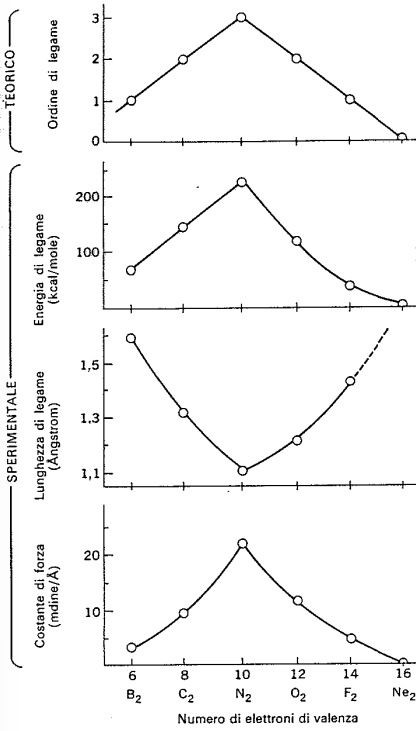 TEORICO
Ordine di legame
3
2
1
0
SPERIMENTALE
Energia di legame
(kcal/mole)
200
100
Lunghezza di legame
(Ångstrom)
1,5
1,3
1,1
Costante di forza
(mdine/Å)
20
10
6 8 10 12 14 16
B₂ C₂ N₂ O₂ F₂ Ne₂
Numero di elettroni di valenza